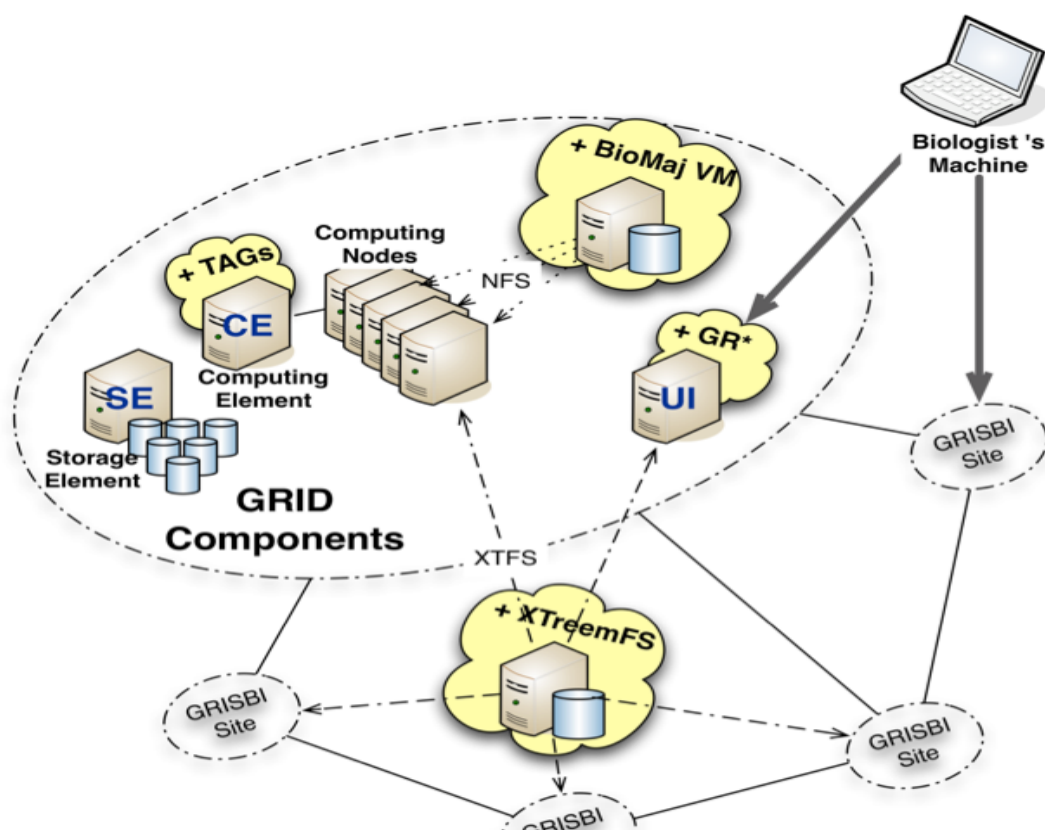 Biologist 's
Machine
+ BioMaj VM
Computing
Nodes
NFS
+ TAGs
CE
Computing
Element
+ GR*
UI
SE
Storage
Element
GRISBI
Site
GRID
Components
XTFS
+ XTreemFS
GRISBI
Site
GRISBI
Site
GRISBI